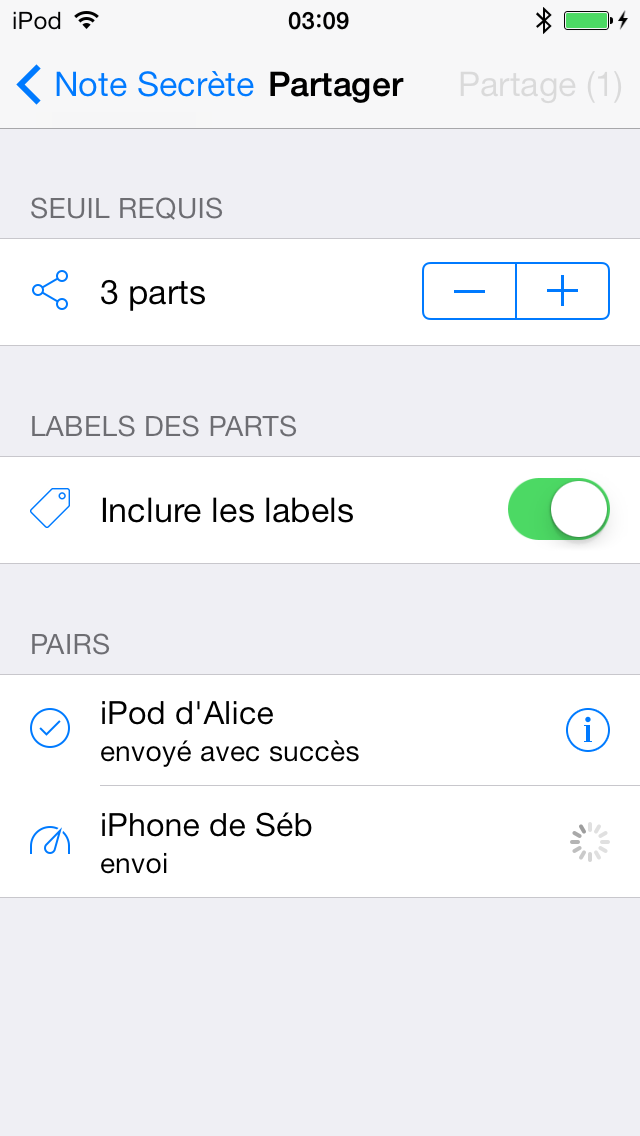 iPod 03:09
Note Secrète Partager Partage (1)
SEUIL REQUIS
3 parts
LABELS DES PARTS
Inclure les labels
PAIRS
iPod d'Alice
envoyé avec succès
iPhone de Séb
envoi